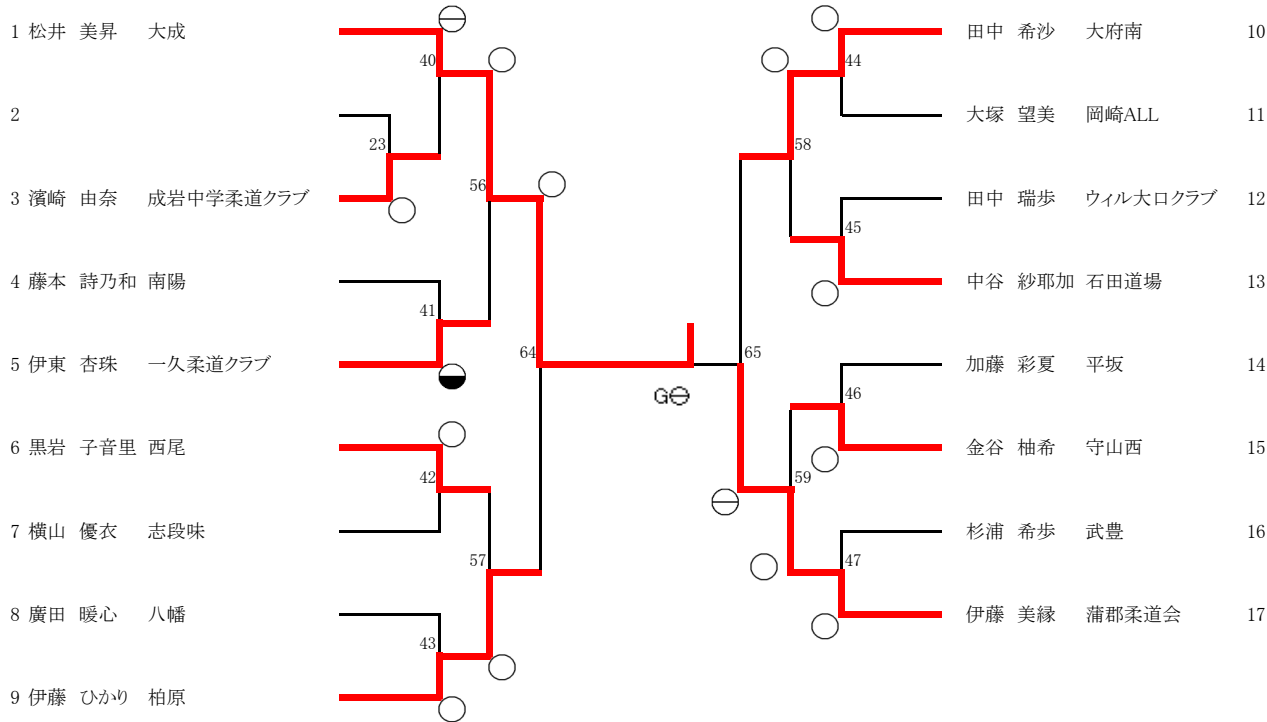 1 松井 美昇 大成
2
3 濱崎 由奈 成岩中学柔道クラブ
4 藤本 詩乃和 南陽
5 伊東 杏珠 一久柔道クラブ
6 黒岩 子音里 西尾
7 横山 優衣 志段味
8 廣田 暖心 八幡
9 伊藤 ひかり 柏原
40
23
56
41
64
42
57
43
G
44
58
45
65
46
59
47
田中 希沙 大府南 10
大塚 望美 岡崎ALL 11
田中 瑞歩 ウィル大口クラブ 12
中谷 紗耶加 石田道場 13
加藤 彩夏 平坂 14
金谷 柚希 守山西 15
杉浦 希歩 武豊 16
伊藤 美縁 蒲郡柔道会 17